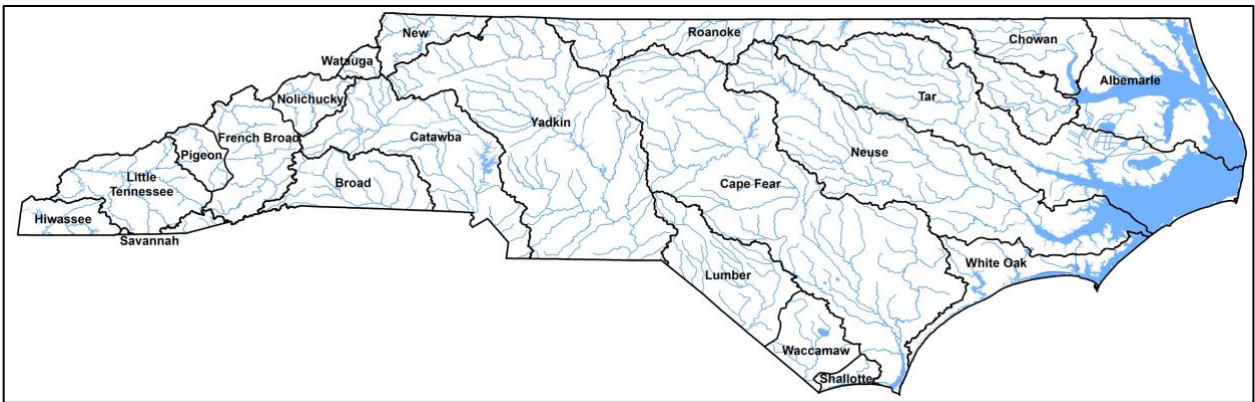 New
Roanoke
Chowan
Watauga
Albemarle
Nolichucky
Tar
Yadkin
French Broad
Catawba
Pigeon
Neuse
Little
Tennessee
Broad
Cape Fear
Hiwassee
Savannah
White Oak
Lumber
Waccamaw
Shallotte